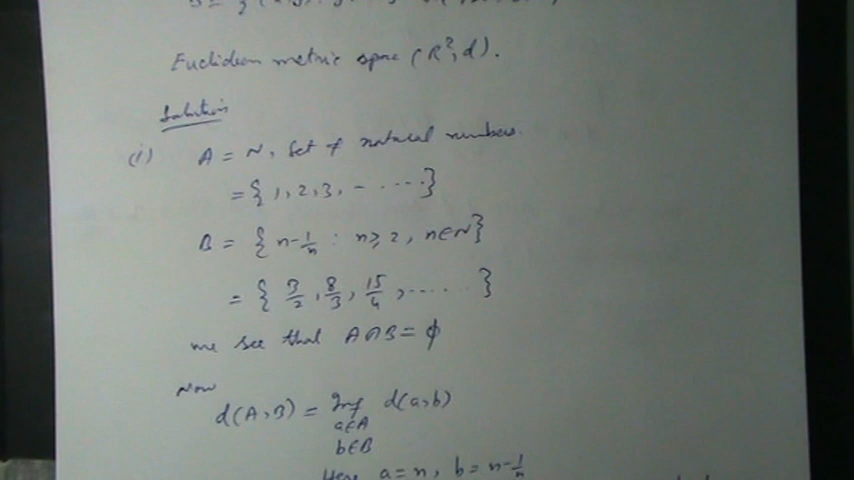 Euclidean metric space (R², d).
Solution
(i) A = N, Set of natural numbers.
= { 1, 2, 3, - ..... }
B = { n - 1/n : n ≥ 2, n ∈ N }
= { 3/2, 8/3, 15/4, ...... }
we see that A ∩ B = ϕ
Now
d(A, B) = Inf d(a, b)
a ∈ A
b ∈ B
Here a = n, b = n - 1/n